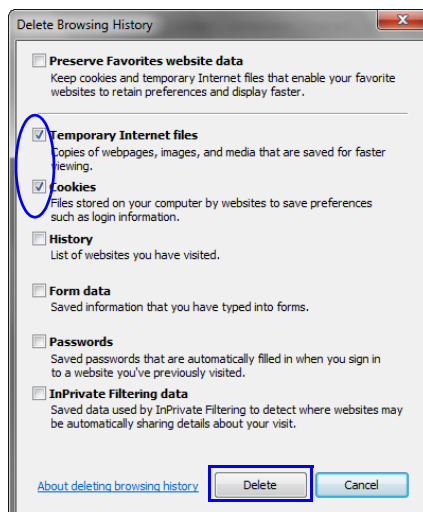 Delete Browsing History
Preserve Favorites website data
Keep cookies and temporary Internet files that enable your favorite
websites to retain preferences and display faster.
Temporary Internet files
Copies of webpages, images, and media that are saved for faster
viewing.
Cookies
Files stored on your computer by websites to save preferences
such as login information.
History
List of websites you have visited.
Form data
Saved information that you have typed into forms.
Passwords
Saved passwords that are automatically filled in when you sign in
to a website you've previously visited.
InPrivate Filtering data
Saved data used by InPrivate Filtering to detect where websites may
be automatically sharing details about your visit.
About deleting browsing history Delete Cancel